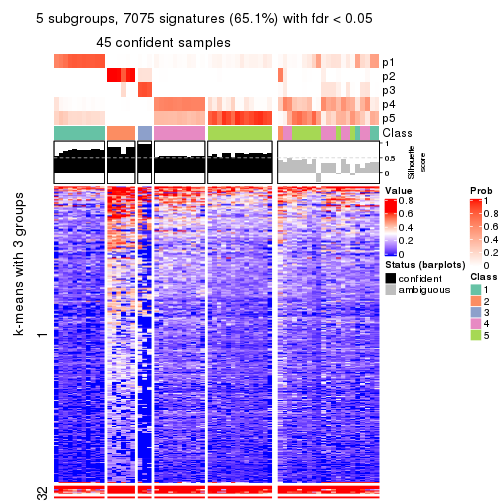 5 subgroups, 7075 signatures (65.1%) with fdr < 0.05
45 confident samples
p1
p2
p3
p4
p5
Class
1
0.5
0
Silhouette
score
k-means with 3 groups
1
32
Value
1
0.8
0.6
0.4
0.2
0
Status (barplots)
confident
ambiguous
Prob
1
0.8
0.6
0.4
0.2
0
Class
1
2
3
4
5